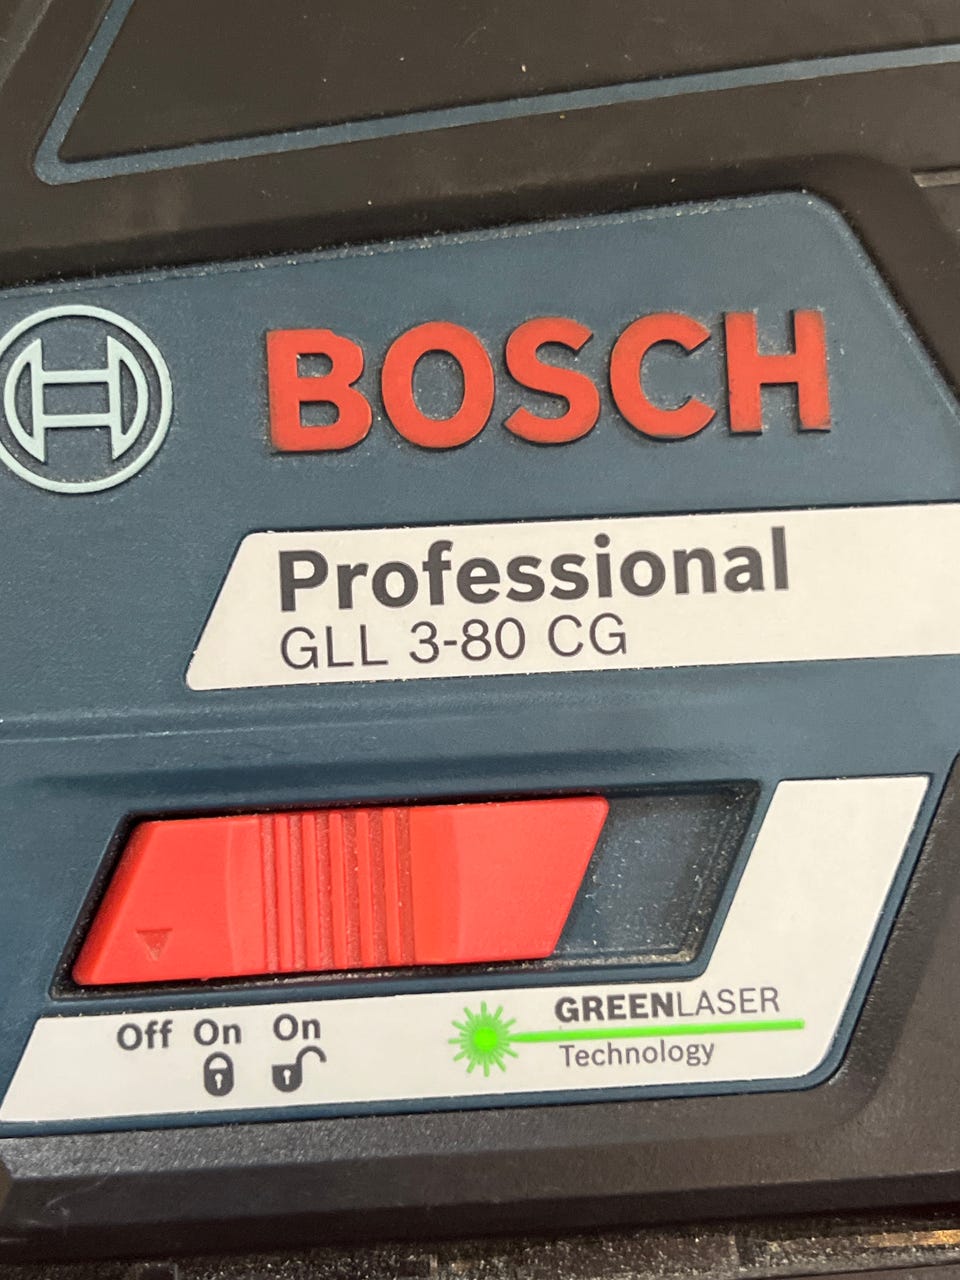 BOSCH
Professional
GLL 3-80 CG
Off On On
GREENLASER
Technology